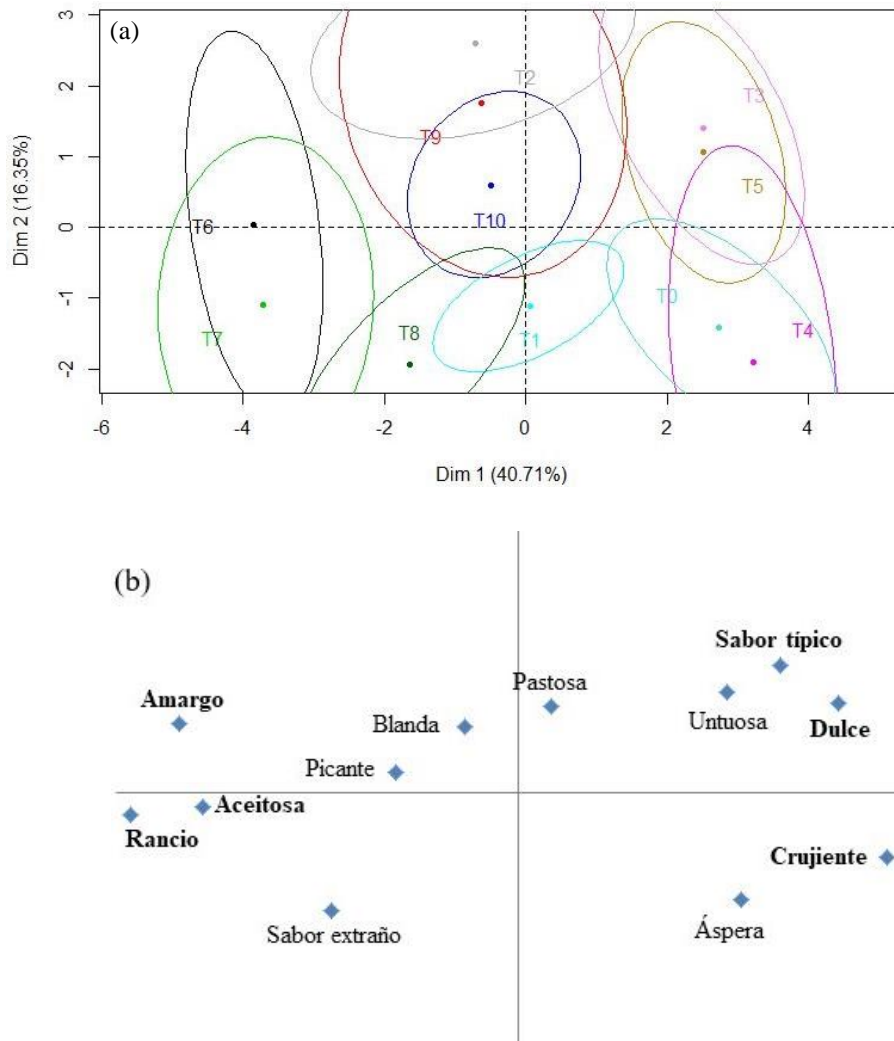 (a)
3
2
1
0
-1
-2
Dim 2 (16.35%)
T2
T3
T9
T5
T10
T6
T0
T7
T8
T1
T4
-6
-4
-2
0
2
4
Dim 1 (40.71%)
(b)
Sabor típico
Pastosa
Amargo
Untuosa
Blanda
Dulce
Picante
Aceitosa
Rancio
Crujiente
Sabor extraño
Áspera